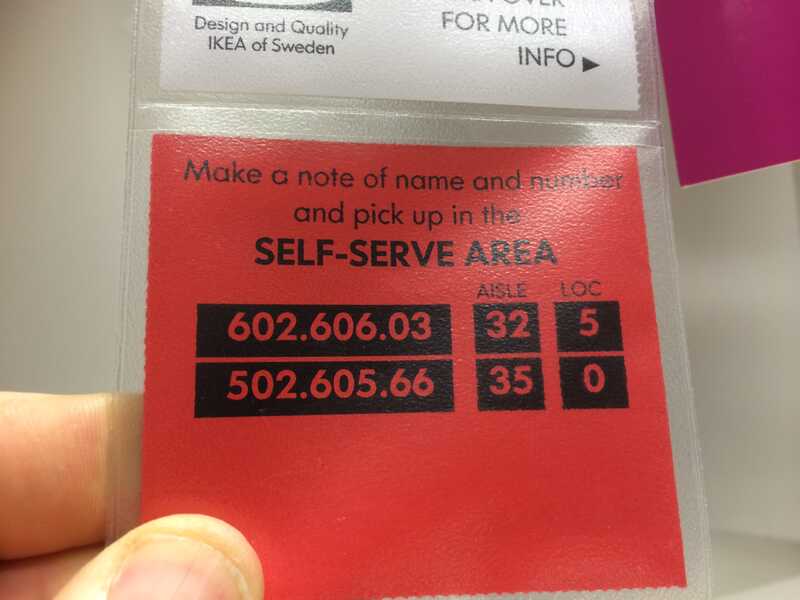 Design and Quality
IKEA of Sweden
FOR MORE
INFO ▶
Make a note of name and number
and pick up in the
SELF-SERVE AREA
AISLE LOC
602.606.03 32 5
502.605.66 35 0